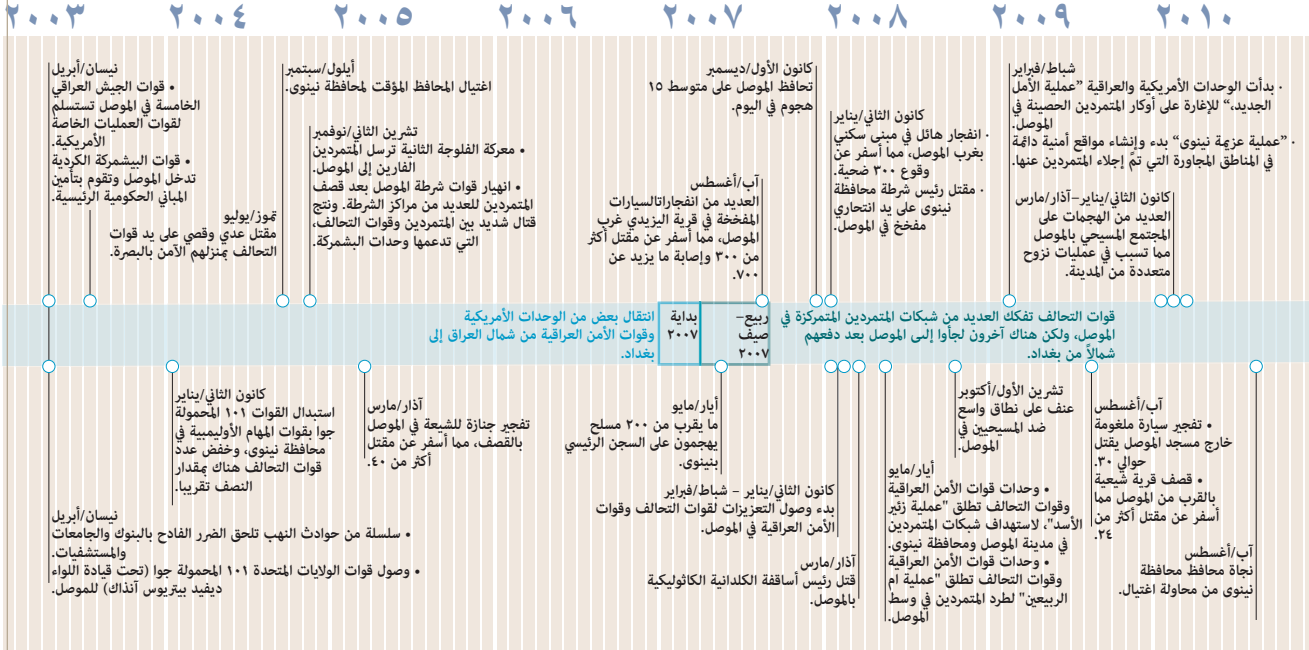 ٢٠٠٣
٢٠٠٤
٢٠٠٥
٢٠٠٦
٢٠٠٧
٢٠٠٨
٢٠٠٩
٢٠١٠
نيسان/أبريل
• قوات الجيش العراقي
الخامسة في الموصل تستسلم
لقوات العمليات الخاصة
الأمريكية.
• قوات البيشمركة الكردية
تدخل الموصل وتقوم بتأمين
المباني الحكومية الرئيسية.
تموز/يوليو
مقتل عدي وقصي على يد قوات
التحالف بمنزلهم الآمن بالبصرة.
أيلول/سبتمبر
اغتيال المحافظ المؤقت لمحافظة نينوى.
تشرين الثاني/نوفمبر
• معركة الفلوجة الثانية ترسل المتمردين
الفارين إلى الموصل.
• انهيار قوات شرطة الموصل بعد قصف
المتمردين للعديد من مراكز الشرطة. ونتج
قتال شديد بين المتمردين وقوات التحالف،
التي تدعمها وحدات البشمركة.
آب/أغسطس
العديد من انفجاراتالسيارات
المفخخة في قرية اليزيدي غرب
الموصل، مما أسفر عن مقتل أكثر
من ٣٠٠ وإصابة ما يزيد عن
٧٠٠.
كانون الأول/ديسمبر
تحافظ الموصل على متوسط ١٥
هجوم في اليوم.
كانون الثاني/يناير
· انفجار هائل في مبنى سكني
بغرب الموصل، مما أسفر عن
وقوع ٣٠٠ ضحية.
· مقتل رئيس شرطة محافظة
نينوى على يد انتحاري
مفخخ في الموصل.
شباط/فبراير
· بدأت الوحدات الأمريكية والعراقية ”عملية الأمل
الجديد،“ للإغارة على أوكار المتمردين الحصينة في
الموصل.
· ”عملية عزيمة نينوى“ بدء وإنشاء مواقع أمنية دائمة
في المناطق المجاورة التي تمّ إجلاء المتمردين عنها.
كانون الثاني/يناير–آذار/مارس
العديد من الهجمات على
المجتمع المسيحي بالموصل
مما تسبب في عمليات نزوح
متعددة من المدينة.
انتقال بعض من الوحدات الأمريكية
وقوات الأمن العراقية من شمال العراق إلى
بغداد.
بداية
٢٠٠٧
ربيع–
صيف
٢٠٠٧
قوات التحالف تفكك العديد من شبكات المتمردين المتمركزة في
الموصل، ولكن هناك آخرون لجأوا إلى الموصل بعد دفعهم
شمالاً من بغداد.
نيسان/أبريل
• سلسلة من حوادث النهب تلحق الضرر الفادح بالبنوك والجامعات
والمستشفيات.
• وصول قوات الولايات المتحدة ١٠١ المحمولة جوا (تحت قيادة اللواء
ديفيد بيتريوس آنذاك) للموصل.
كانون الثاني/يناير
استبدال القوات ١٠١ المحمولة
جوا بقوات المهام الأوليمبية في
محافظة نينوى، وخفض عدد
قوات التحالف هناك بمقدار
النصف تقريبا.
آذار/مارس
تفجير جنازة للشيعة في الموصل
بالقصف، مما أسفر عن مقتل
أكثر من ٤٠.
أيار/مايو
ما يقرب من ٢٠٠ مسلح
يهجمون على السجن الرئيسي
بنينوى.
كانون الثاني/يناير – شباط/فبراير
بدء وصول التعزيزات لقوات التحالف وقوات
الأمن العراقية في الموصل.
آذار/مارس
قتل رئيس أساقفة الكلدانية الكاثوليكية
بالموصل.
أيار/مايو
• وحدات قوات الأمن العراقية
وقوات التحالف تطلق "عملية زئير
الأسد"، لاستهداف شبكات المتمردين
في مدينة الموصل ومحافظة نينوى.
• وحدات قوات الأمن العراقية
وقوات التحالف تطلق "عملية ام
الربيعين" لطرد المتمردين في وسط
الموصل.
تشرين الأول/أكتوبر
عنف على نطاق واسع
ضد المسيحيين في
الموصل.
آب/أغسطس
• تفجير سيارة ملغومة
خارج مسجد الموصل يقتل
حوالي ٣٠.
• قصف قرية شيعية
بالقرب من الموصل مما
أسفر عن مقتل أكثر من
٢٤.
آب/أغسطس
نجاة محافظ محافظة
نينوى من محاولة اغتيال.